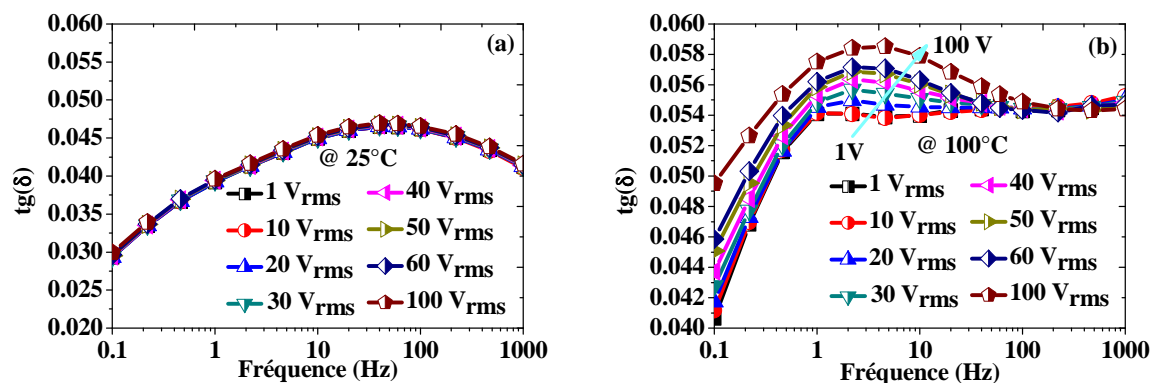 (a)
0.060
0.055
0.050
0.045
0.040
0.035
0.030
0.025
0.020
tg(δ)
@ 25°C
1 Vrms
10 Vrms
20 Vrms
30 Vrms
40 Vrms
50 Vrms
60 Vrms
100 Vrms
0.1 1 10 100 1000
Fréquence (Hz)
(b)
0.060
0.058
0.056
0.054
0.052
0.050
0.048
0.046
0.044
0.042
0.040
tg(δ)
100 V
1V
@ 100°C
1 Vrms
10 Vrms
20 Vrms
30 Vrms
40 Vrms
50 Vrms
60 Vrms
100 Vrms
0.1 1 10 100 1000
Fréquence (Hz)